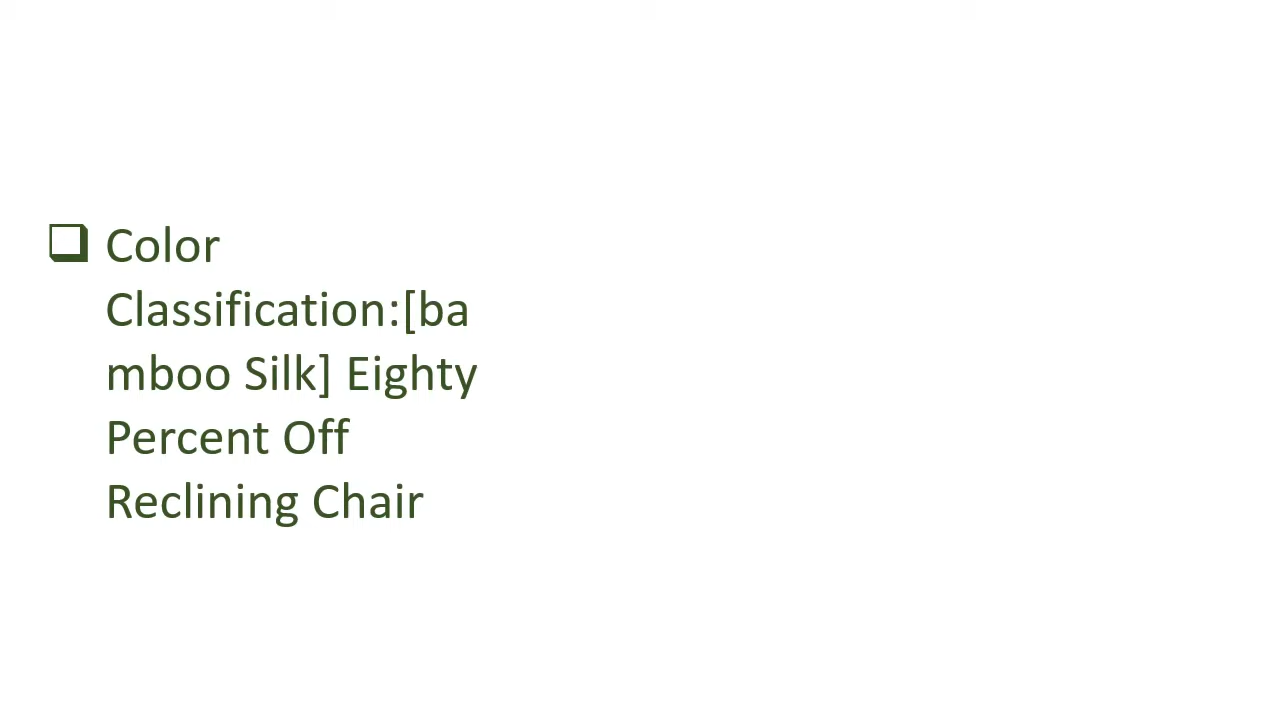 ❑ Color
Classification:[ba
mboo Silk] Eighty
Percent Off
Reclining Chair